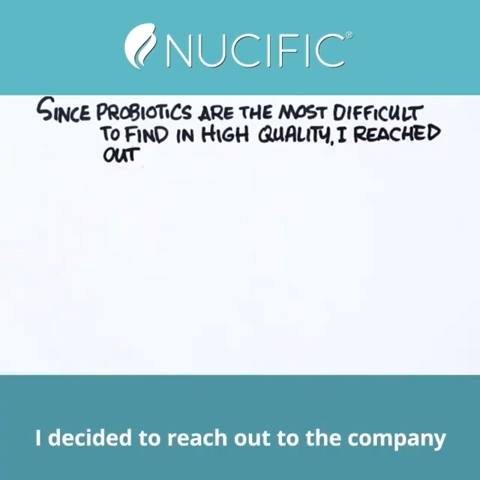 NUCIFIC®
SINCE PROBIOTICS ARE THE MOST DIFFICULT
TO FIND IN HIGH QUALITY, I REACHED
OUT
I decided to reach out to the company